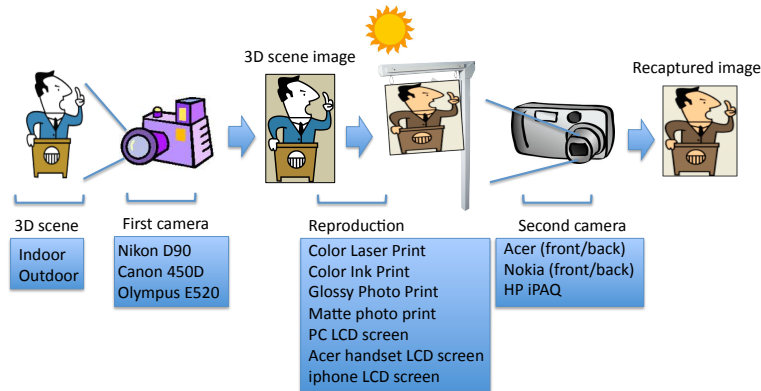 3D scene image
Recaptured image
3D scene
Indoor
Outdoor
First camera
Nikon D90
Canon 450D
Olympus E520
Reproduction
Color Laser Print
Color Ink Print
Glossy Photo Print
Matte photo print
PC LCD screen
Acer handset LCD screen
iphone LCD screen
Second camera
Acer (front/back)
Nokia (front/back)
HP iPAQ